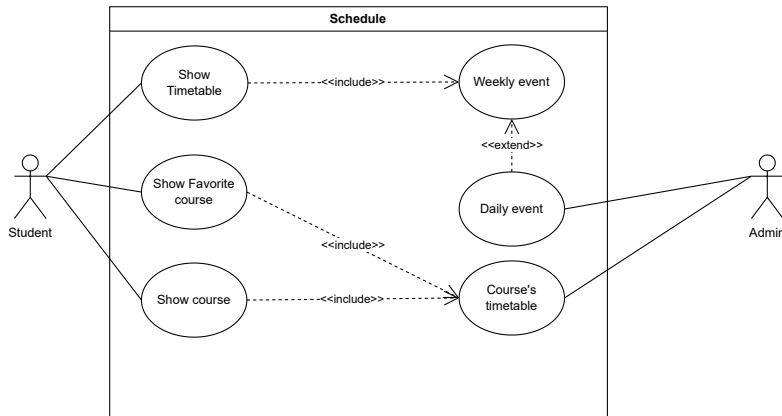 Schedule
Show
Timetable
<<include>>
Weekly event
<<extend>>
Show Favorite
course
Daily event
Student
Admin
<<include>>
Show course
<<include>>
Course's
timetable